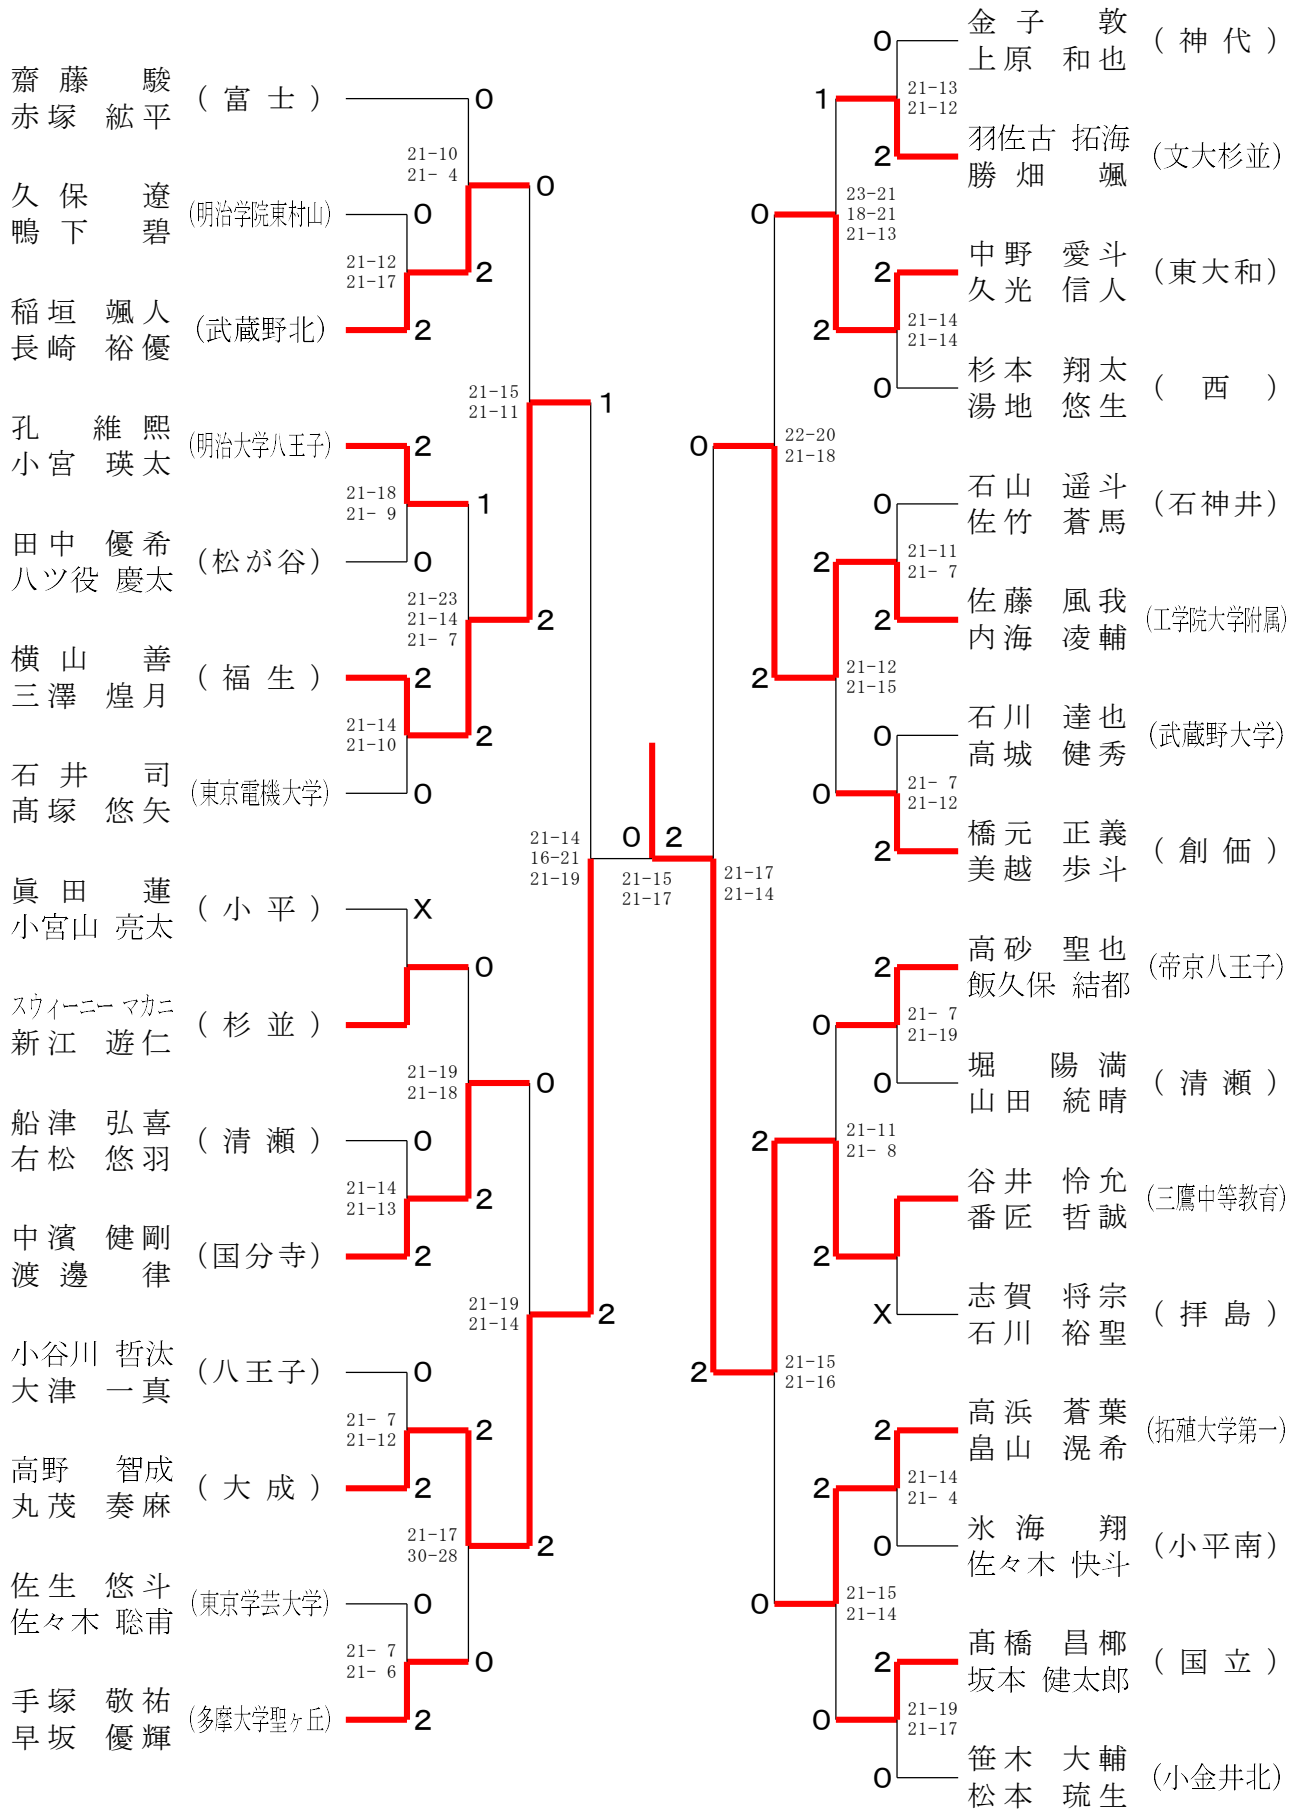 齋藤 駿
赤塚 紘平
(富士)
0
21-10
21- 4
0
久保 遼
鴨下 碧
(明治学院東村山)
0
21-12
21-17
2
稲垣 颯人
長崎 裕優
(武蔵野北)
2
21-15
21-11
1
孔 維熙
小宮 瑛太
(明治大学八王子)
2
21-18
21- 9
1
田中 優希
八ツ役 慶太
(松が谷)
0
21-23
21-14
21- 7
2
横山 善
三澤 煌月
(福生)
2
21-14
21-10
2
石井 司
髙塚 悠矢
(東京電機大学)
0
21-14
16-21
21-19
0 2
21-15
21-17
眞田 蓮
小宮山 亮太
(小平)
X
0
スウィーニー マカニ
新江 遊仁
(杉並)
21-19
21-18
0
船津 弘喜
右松 悠羽
(清瀬)
0
21-14
21-13
2
中濱 健剛
渡邊 律
(国分寺)
2
21-19
21-14
2
小谷川 哲汰
大津 一真
(八王子)
0
21- 7
21-12
2
高野 智成
丸茂 奏麻
(大成)
2
21-17
30-28
2
佐生 悠斗
佐々木 聡甫
(東京学芸大学)
0
21- 7
21- 6
0
手塚 敬祐
早坂 優輝
(多摩大学聖ヶ丘)
2
金子 敦
上原 和也
(神代)
0
21-13
21-12
1
羽佐古 拓海
勝畑 颯
(文大杉並)
2
23-21
18-21
21-13
0
中野 愛斗
久光 信人
(東大和)
2
21-14
21-14
2
杉本 翔太
湯地 悠生
(西)
0
22-20
21-18
0
石山 遥斗
佐竹 蒼馬
(石神井)
0
21-11
21- 7
2
佐藤 風我
内海 凌輔
(工学院大学附属)
2
21-12
21-15
2
石川 達也
高城 健秀
(武蔵野大学)
0
21- 7
21-12
0
橋元 正義
美越 歩斗
(創価)
2
21-17
21-14
高砂 聖也
飯久保 結都
(帝京八王子)
2
21- 7
21-19
0
堀 陽満
山田 統晴
(清瀬)
0
21-11
21- 8
2
谷井 怜允
番匠 哲誠
(三鷹中等教育)
2
志賀 将宗
石川 裕聖
(拝島)
X
21-15
21-16
2
高浜 蒼葉
畠山 滉希
(拓殖大学第一)
2
21-14
21- 4
2
氷海 翔
佐々木 快斗
(小平南)
0
21-15
21-14
0
髙橋 昌椰
坂本 健太郎
(国立)
2
21-19
21-17
0
笹木 大輔
松本 琉生
(小金井北)
0